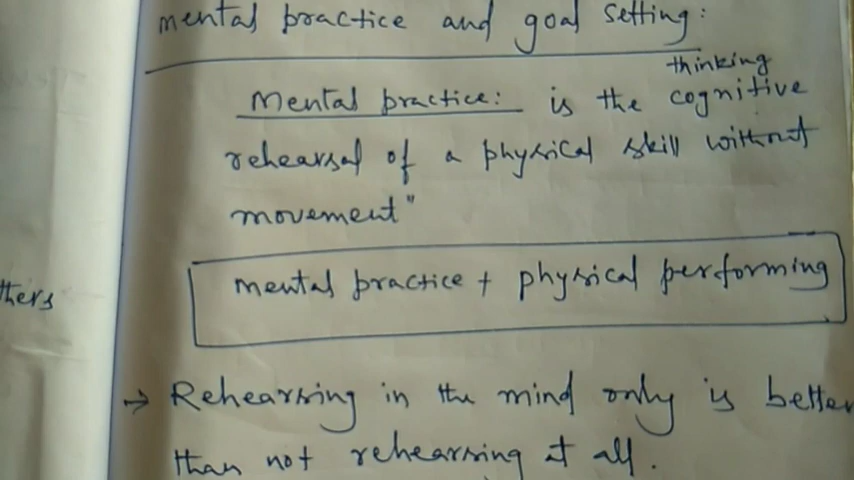 mental practice and goal setting:
thinking
Mental practice: is the cognitive
rehearsal of a physical skill without
movement"
mental practice + physical performing
thers
→ Rehearsing in the mind only is better
than not rehearsing at all.